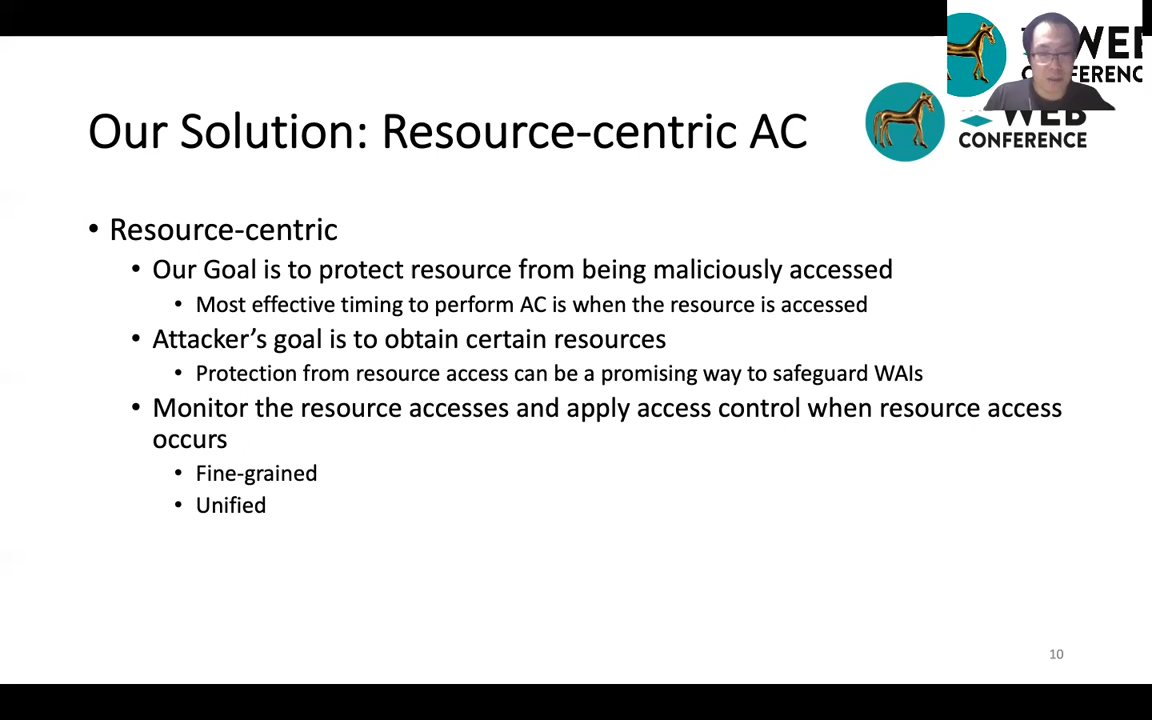 WEB
CONFERENCE
Our Solution: Resource-centric AC
WEB
CONFERENCE
• Resource-centric
• Our Goal is to protect resource from being maliciously accessed
• Most effective timing to perform AC is when the resource is accessed
• Attacker’s goal is to obtain certain resources
• Protection from resource access can be a promising way to safeguard WAIs
• Monitor the resource accesses and apply access control when resource access
occurs
• Fine-grained
• Unified
10